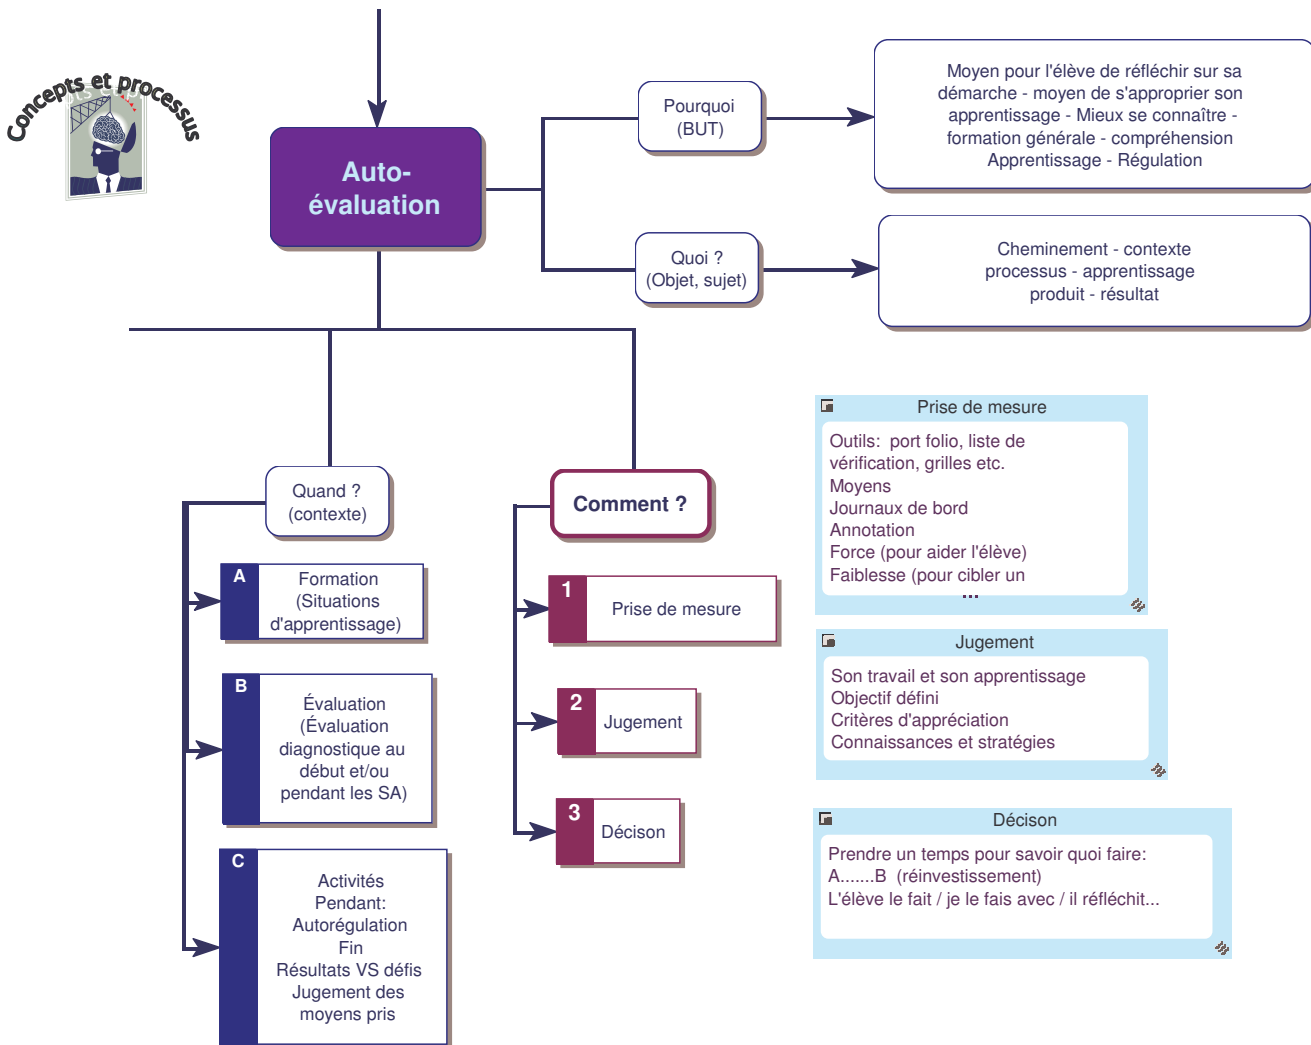 Concepts et processus
Auto-
évaluation
Pourquoi
(BUT)
Moyen pour l'élève de réfléchir sur sa
démarche - moyen de s'approprier son
apprentissage - Mieux se connaître -
formation générale - compréhension
Apprentissage - Régulation
Quoi ?
(Objet, sujet)
Cheminement - contexte
processus - apprentissage
produit - résultat
Quand ?
(contexte)
A
Formation
(Situations
d'apprentissage)
B
Évaluation
(Évaluation
diagnostique au
début et/ou
pendant les SA)
C
Activités
Pendant:
Autorégulation
Fin
Résultats VS défis
Jugement des
moyens pris
Comment ?
1
Prise de mesure
2
Jugement
3
Décison
Prise de mesure
Outils:  port folio, liste de
vérification, grilles etc.
Moyens
Journaux de bord
Annotation
Force (pour aider l'élève)
Faiblesse (pour cibler un
...
Jugement
Son travail et son apprentissage
Objectif défini
Critères d'appréciation
Connaissances et stratégies
Décison
Prendre un temps pour savoir quoi faire:
A.......B  (réinvestissement)
L'élève le fait / je le fais avec / il réfléchit...